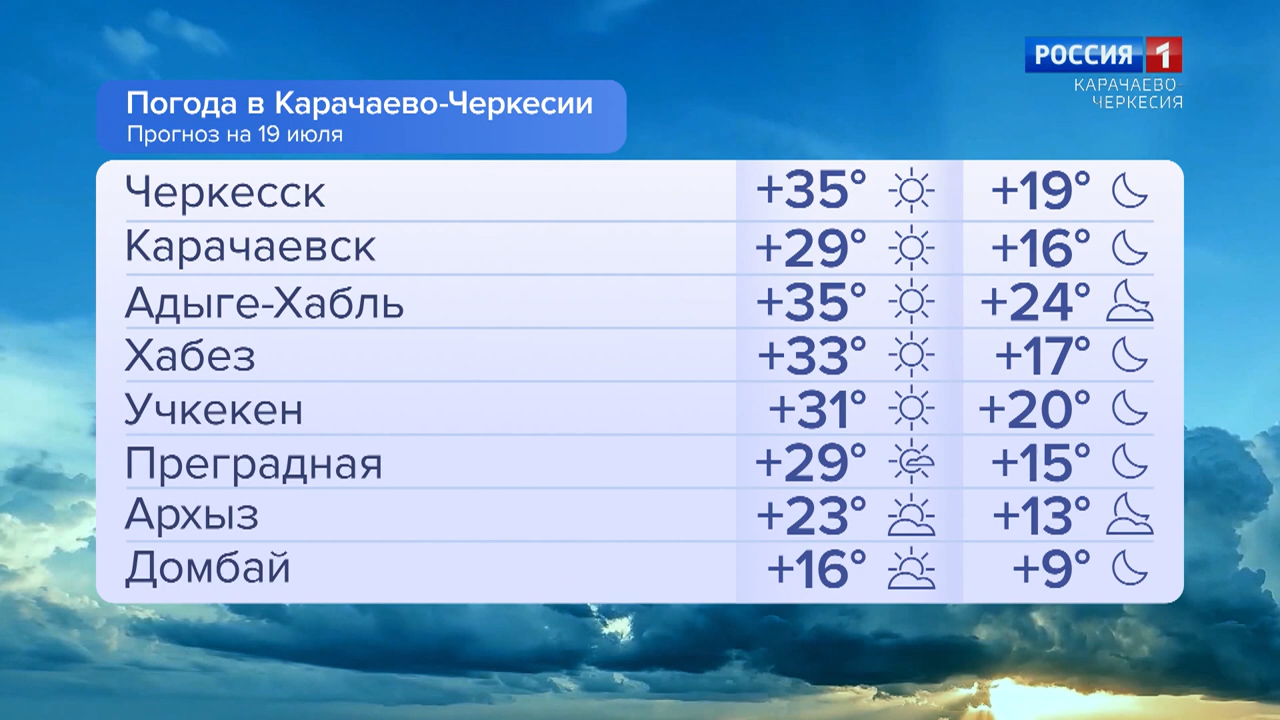 РОССИЯ 1
КАРАЧАЕВО-
ЧЕРКЕСИЯ
Погода в Карачаево-Черкесии
Прогноз на 19 июля
Черкесск +35° +19°
Карачаевск +29° +16°
Адыге-Хабль +35° +24°
Хабез +33° +17°
Учкекен +31° +20°
Преградная +29° +15°
Архыз +23° +13°
Домбай +16° +9°